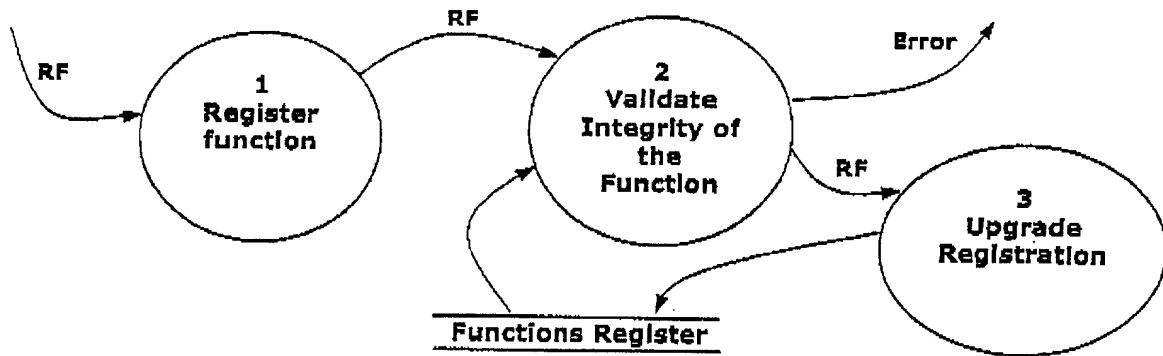 RF
1
Register
function
RF
2
Validate
Integrity of
the
Function
Error
RF
3
Upgrade
Registration
Functions Register